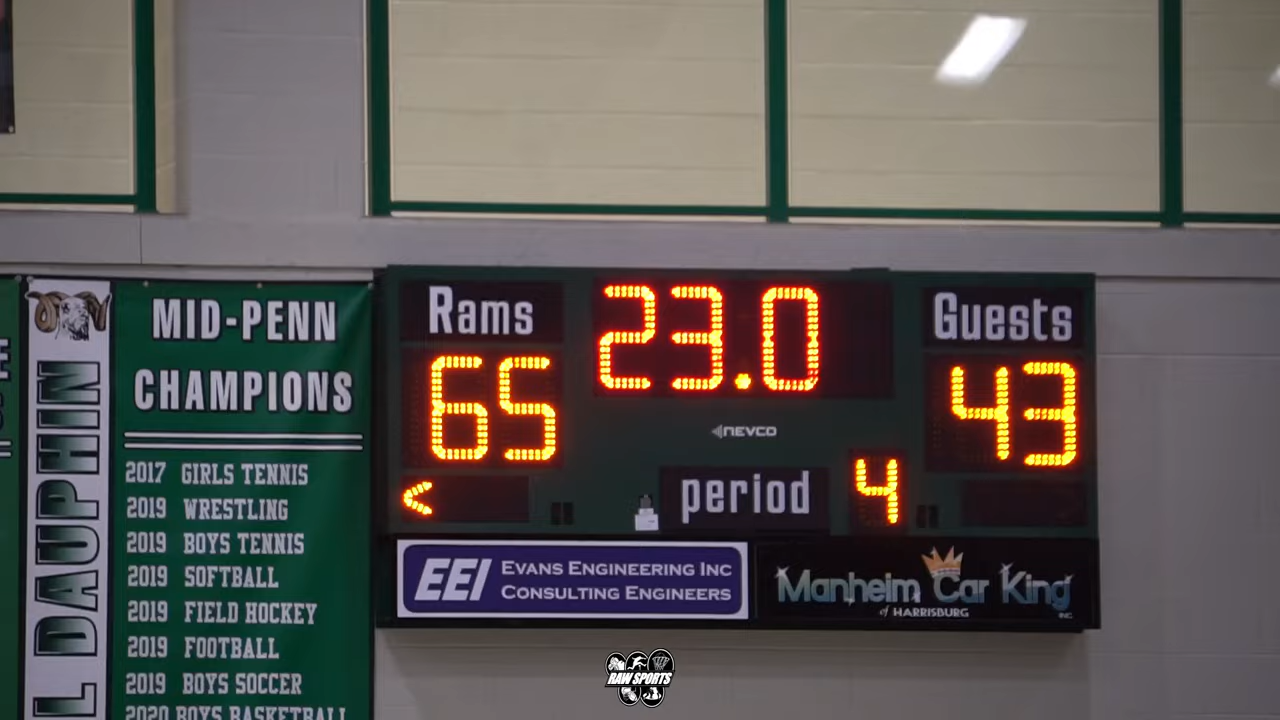 MID-PENN
CHAMPIONS
2017 GIRLS TENNIS
2019 WRESTLING
2019 BOYS TENNIS
2019 SOFTBALL
2019 FIELD HOCKEY
2019 FOOTBALL
2019 BOYS SOCCER
2020 BOYS BASKETBALL
L DAUPHIN
Rams
23.0
Guests
65
43
NEVCO
<
period
4
EEI
EVANS ENGINEERING INC
CONSULTING ENGINEERS
Manheim Car King
of HARRISBURG
INC
RAW SPORTS